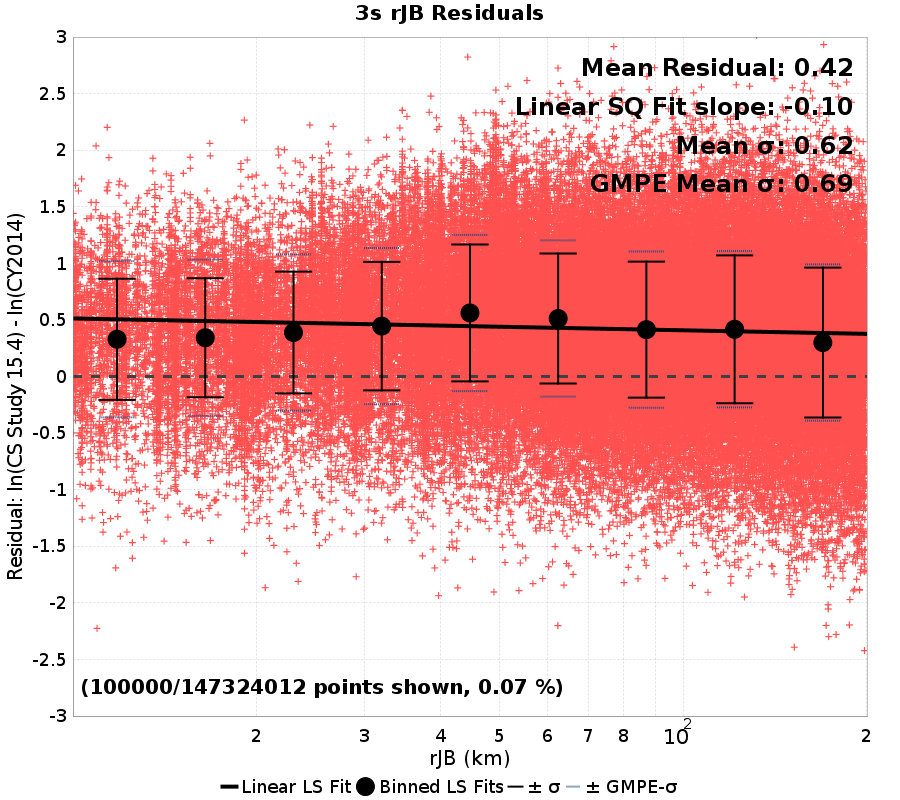 3s rJB Residuals
Mean Residual: 0.42
Linear SQ Fit slope: -0.10
Mean σ: 0.62
GMPE Mean σ: 0.69
3
2.5
2
1.5
1
0.5
0
-0.5
-1
-1.5
-2
-2.5
-3
Residual: ln(CS Study 15.4) - ln(CY2014)
(100000/147324012 points shown, 0.07 %)
2 3 4 5 6 7 8 10² 2
rJB (km)
Linear LS Fit Binned LS Fits ± σ ± GMPE-σ